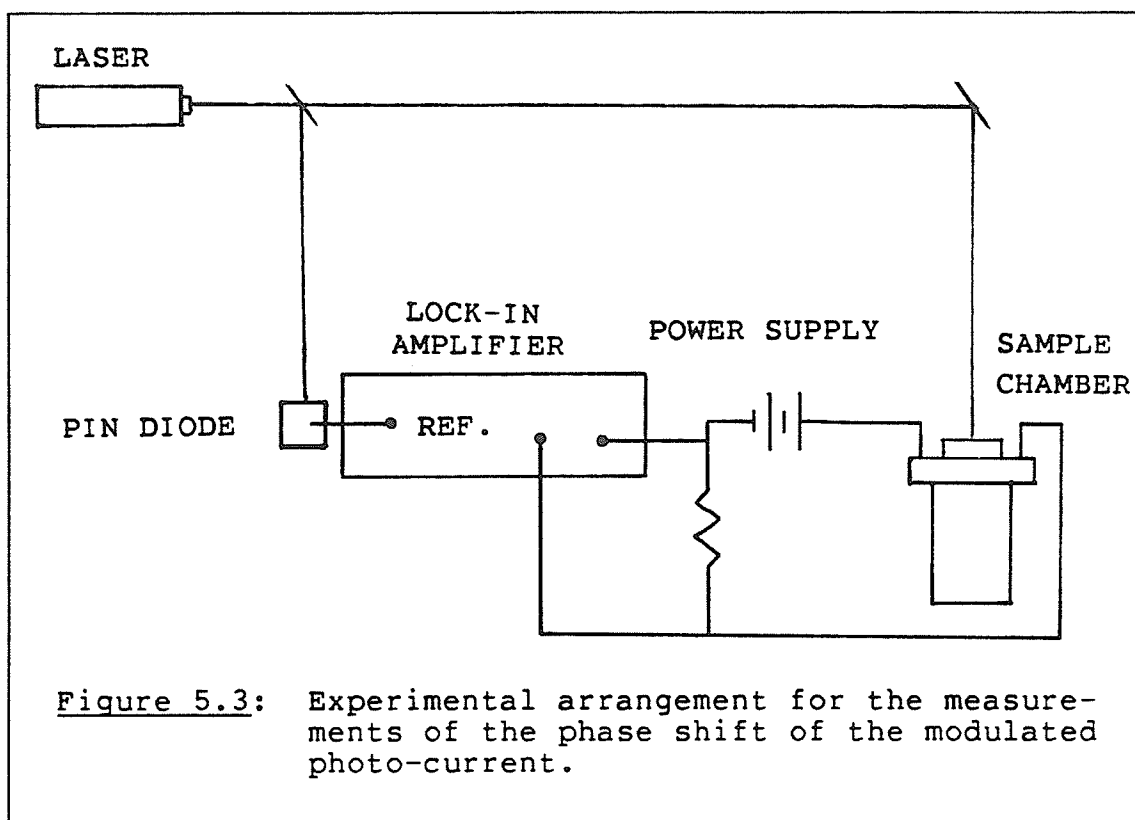 LASER
LOCK-IN
AMPLIFIER
POWER SUPPLY
SAMPLE
CHAMBER
PIN DIODE
REF.
Figure 5.3: Experimental arrangement for the measure-
ments of the phase shift of the modulated
photo-current.